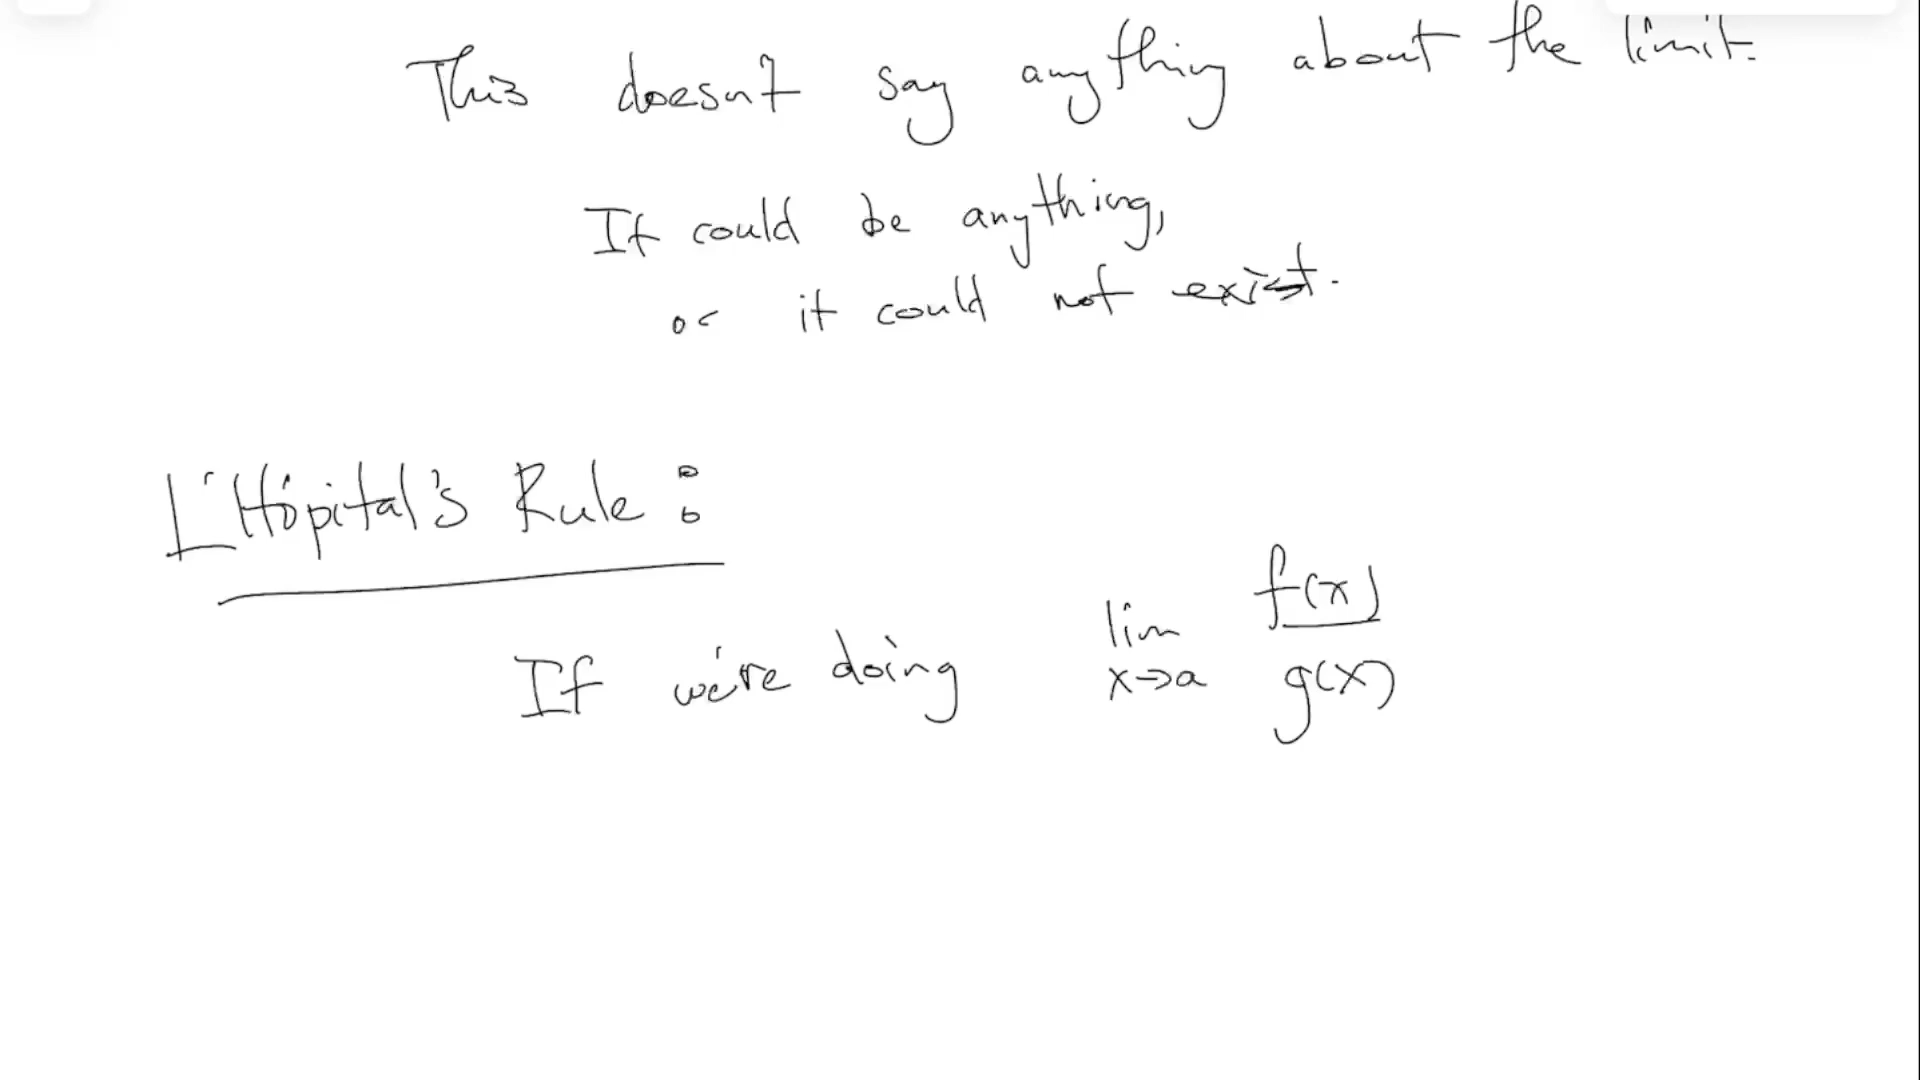 This doesn't say anything about the limit.
It could be anything,
or it could not exist.
L'Hôpital's Rule:
If we're doing lim x→a f(x)/g(x)